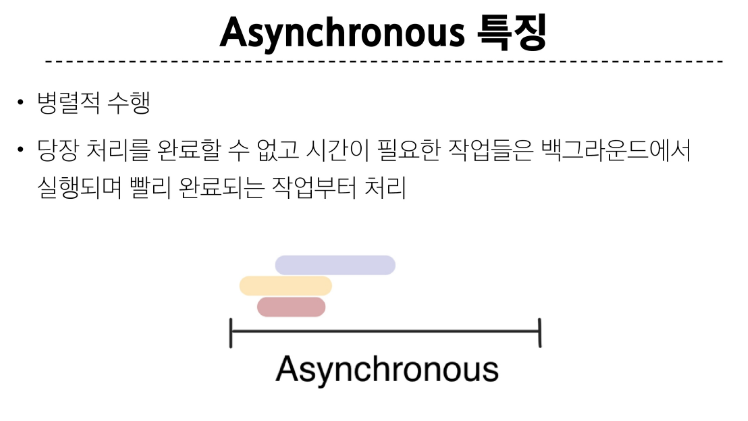 Asynchronous 특징
• 병렬적 수행
• 당장 처리를 완료할 수 없고 시간이 필요한 작업들은 백그라운드에서
실행되며 빨리 완료되는 작업부터 처리
Asynchronous